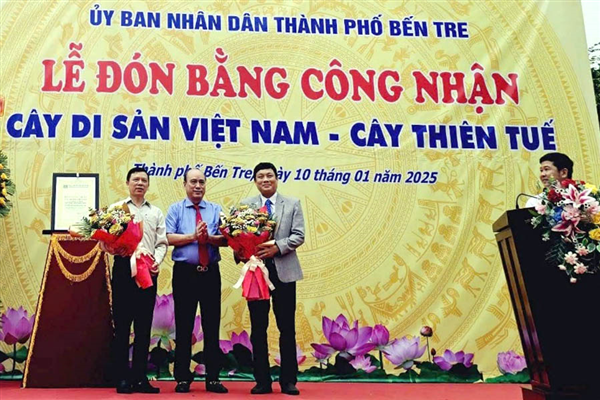 ỦY BAN NHÂN DÂN THÀNH PHỐ BẾN TRE
LỄ ĐÓN BẰNG CÔNG NHẬN
CÂY DI SẢN VIỆT NAM - CÂY THIÊN TUẾ
Thành phố Bến Tre, ngày 10 tháng 01 năm 2025